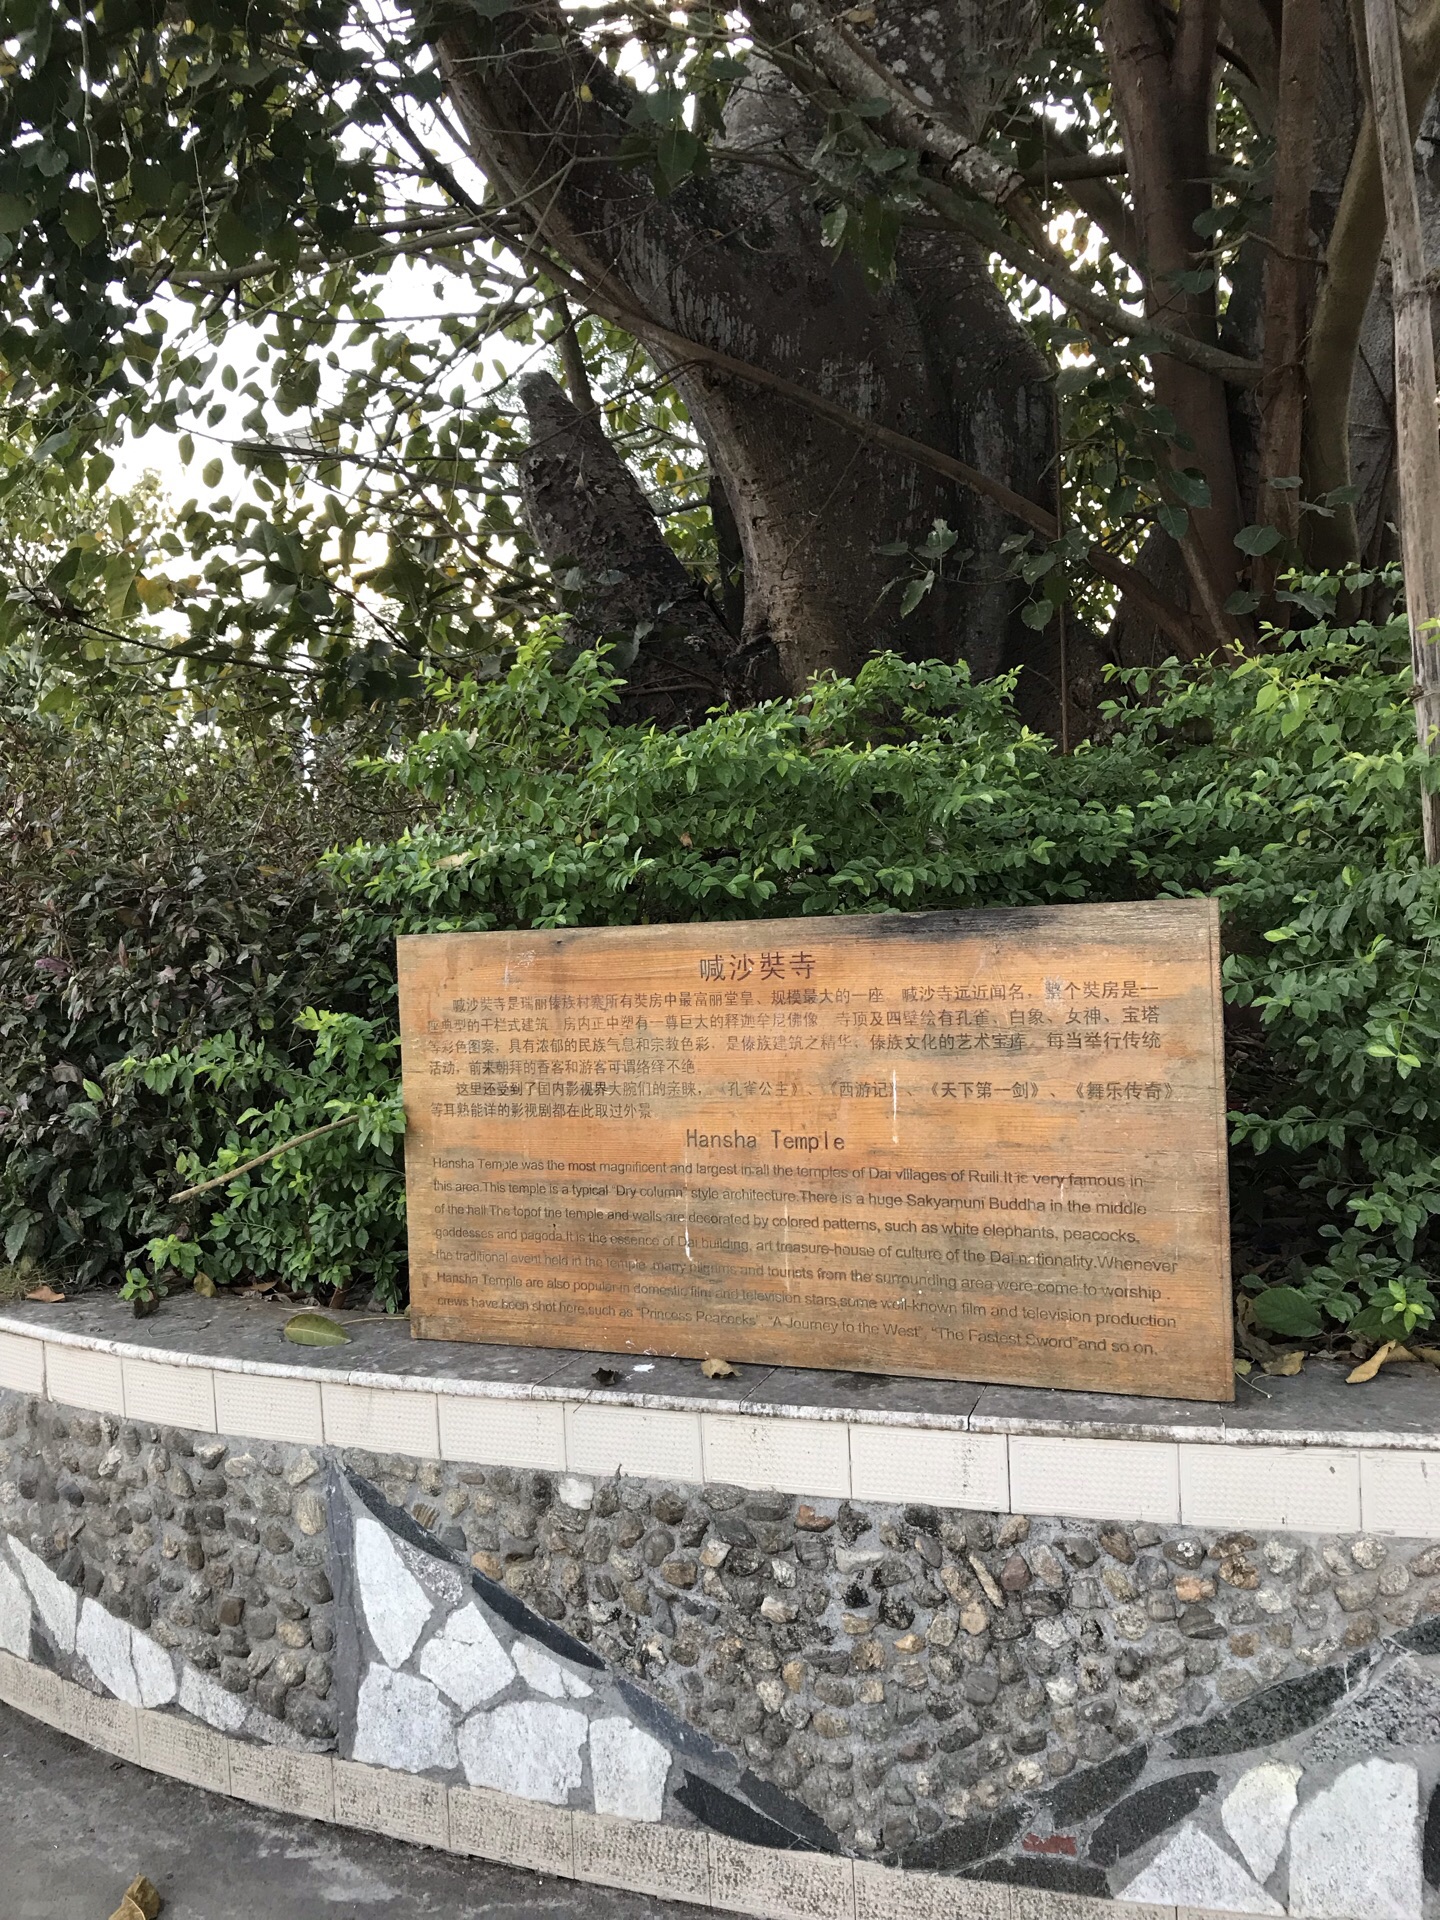 喊沙奘寺
喊沙奘寺是瑞丽傣族村寨所有奘房中最富丽堂皇、规模最大的一座 喊沙寺远近闻名，整个奘房是一
座典型的干栏式建筑 房内正中塑有一尊巨大的释迦牟尼佛像 寺顶及四壁绘有孔雀、白象、女神、宝塔
等彩色图案，具有浓郁的民族气息和宗教色彩，是傣族建筑之精华、傣族文化的艺术宝库。每当举行传统
活动，前来朝拜的香客和游客可谓络绎不绝
这里还受到了国内影视界大腕们的亲睐，《孔雀公主》、《西游记》、《天下第一剑》、《舞乐传奇》
等耳熟能详的影视剧都在此取过外景
Hansha Temple
Hansha Temple was the most magnificent and largest in all the temples of Dai villages of Ruili.It is very famous in
this area.This temple is a typical "Dry column" style architecture.There is a huge Sakyamuni Buddha in the middle
of the hall The topof the temple and walls are decorated by colored patterns, such as white elephants, peacocks,
goddesses and pagoda.It is the essence of Dai building, art treasure-house of culture of the Dai nationality.Whenever
the traditional event held in the temple, many pilgrims and tourists from the surrounding area were come to worship
Hansha Temple are also popular in domestic film and television stars,some well-known film and television production
crews have been shot here,such as "Princess Peacocks", "A Journey to the West", "The Fastest Sword"and so on.